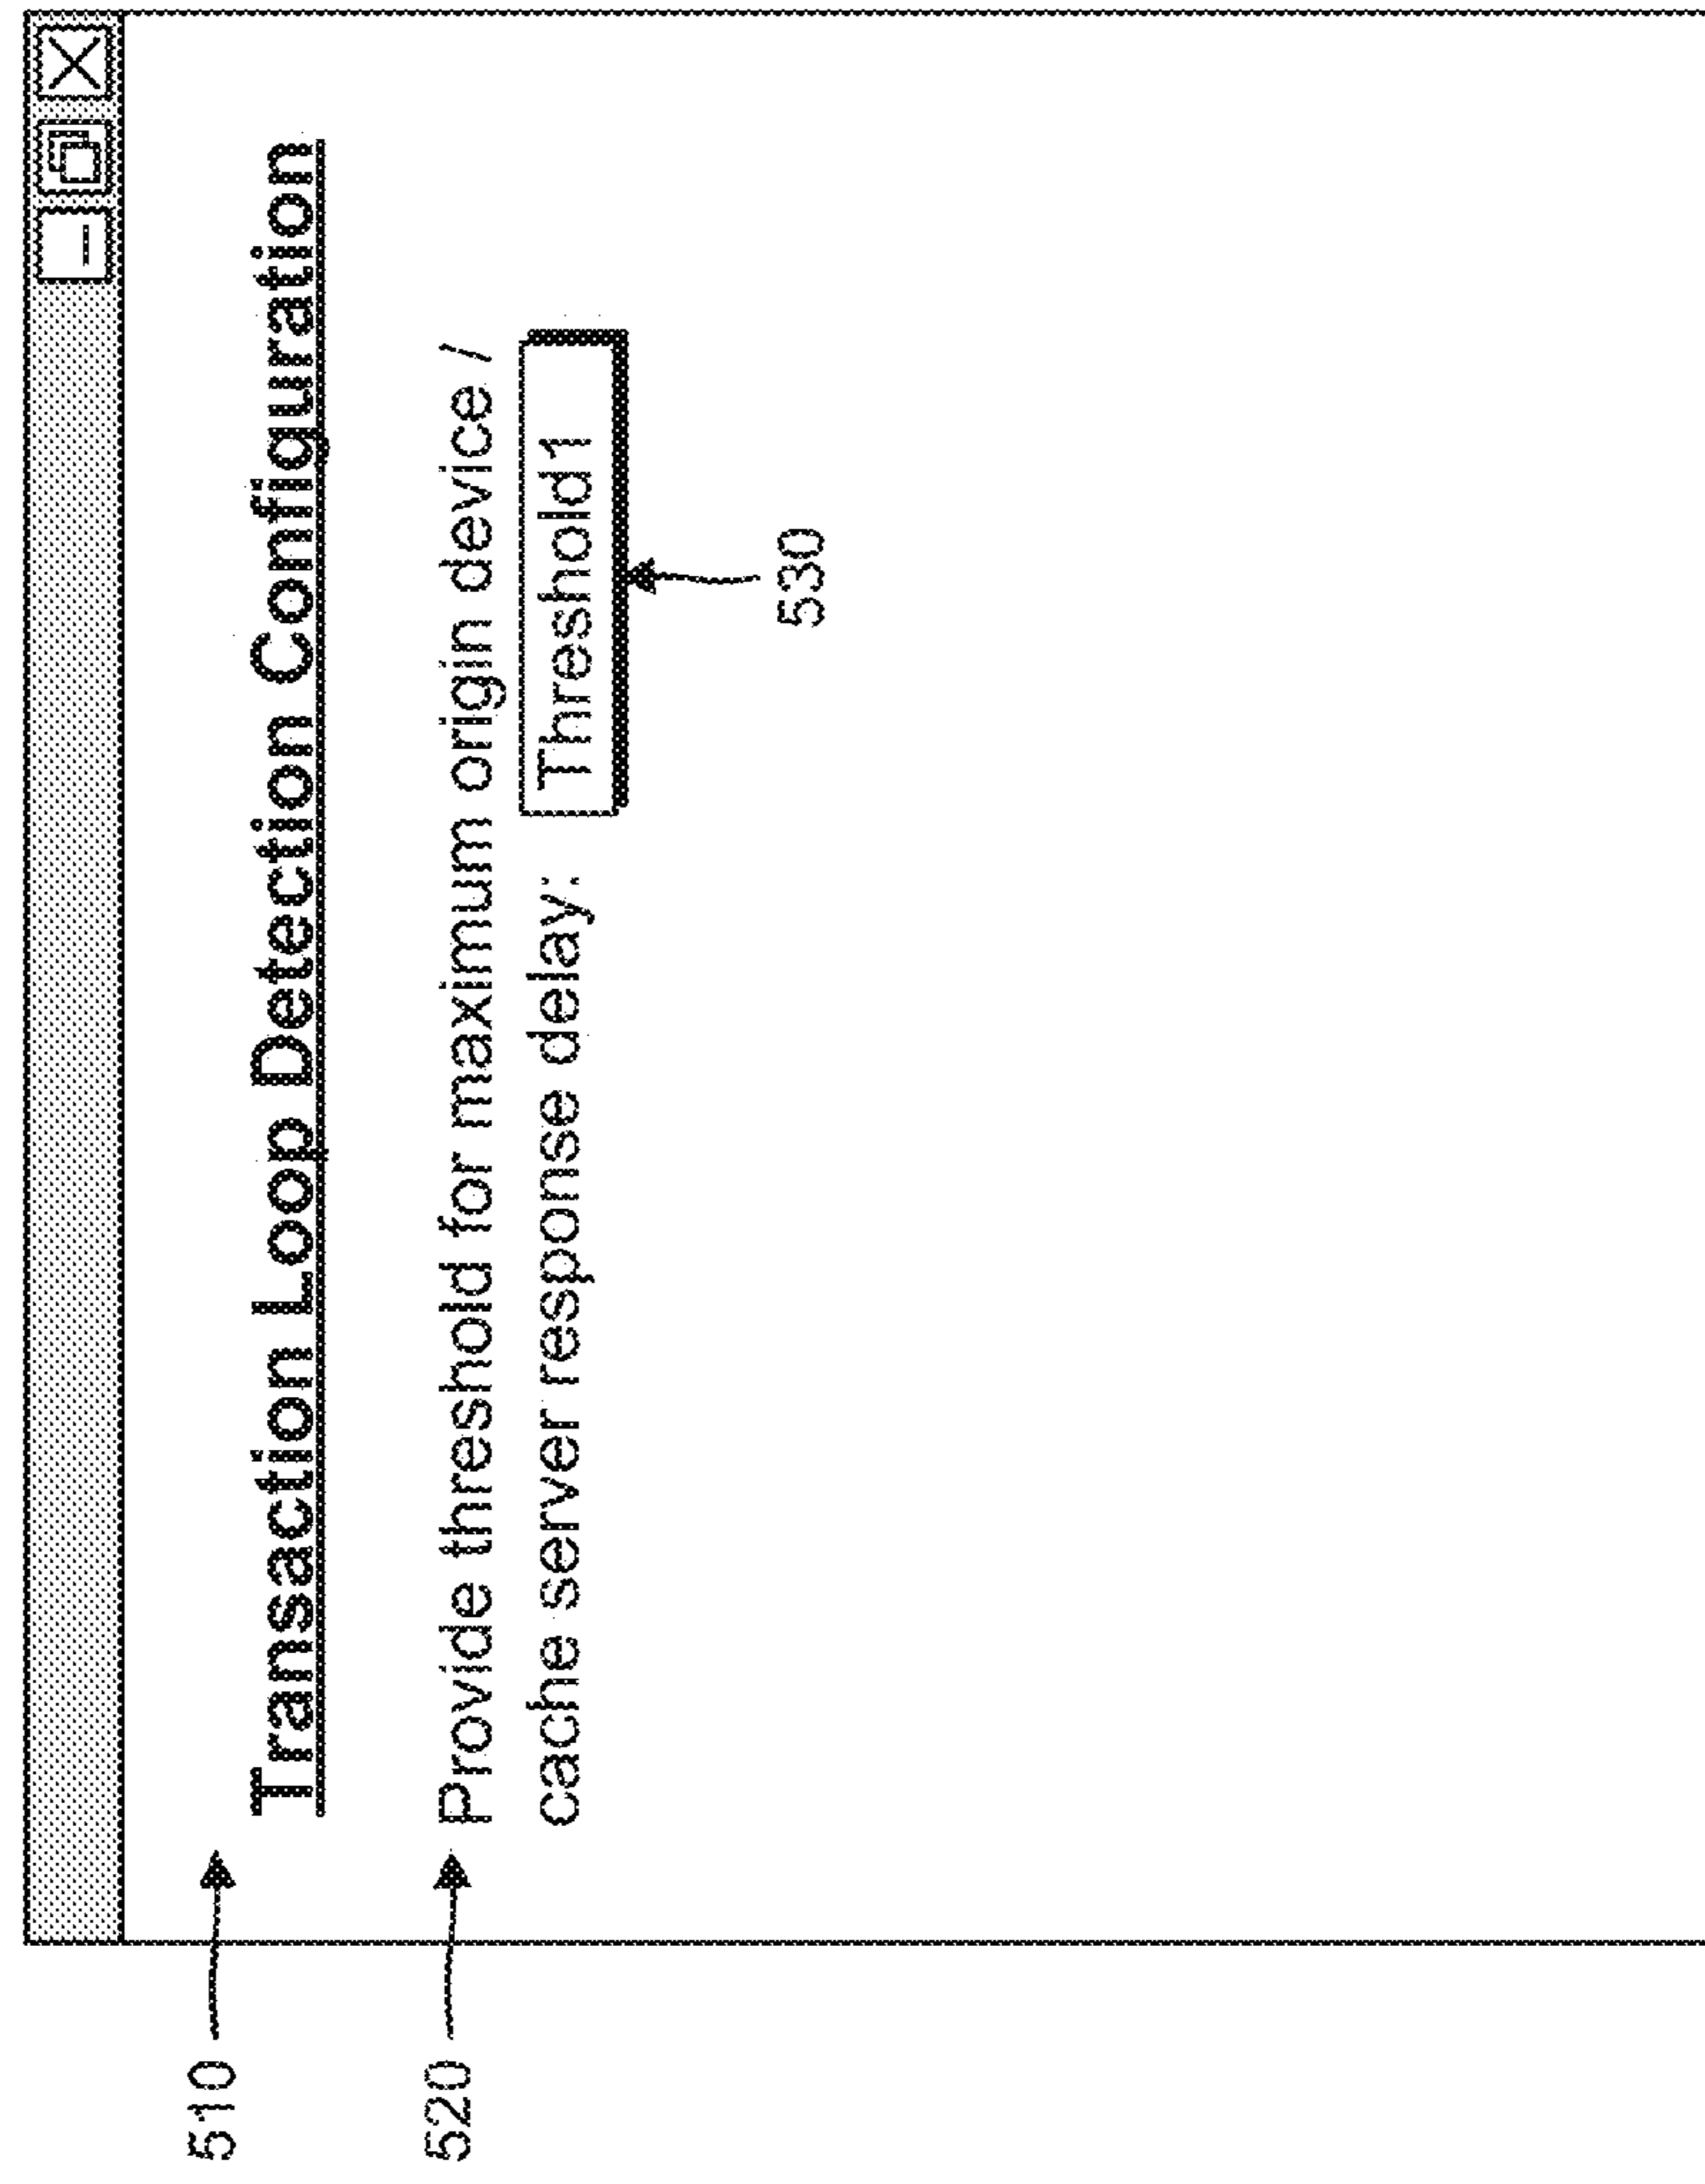 510
Transaction Loop Detection Configuration
520
Provide threshold for maximum origin device /
cache server response delay: Threshold1
530